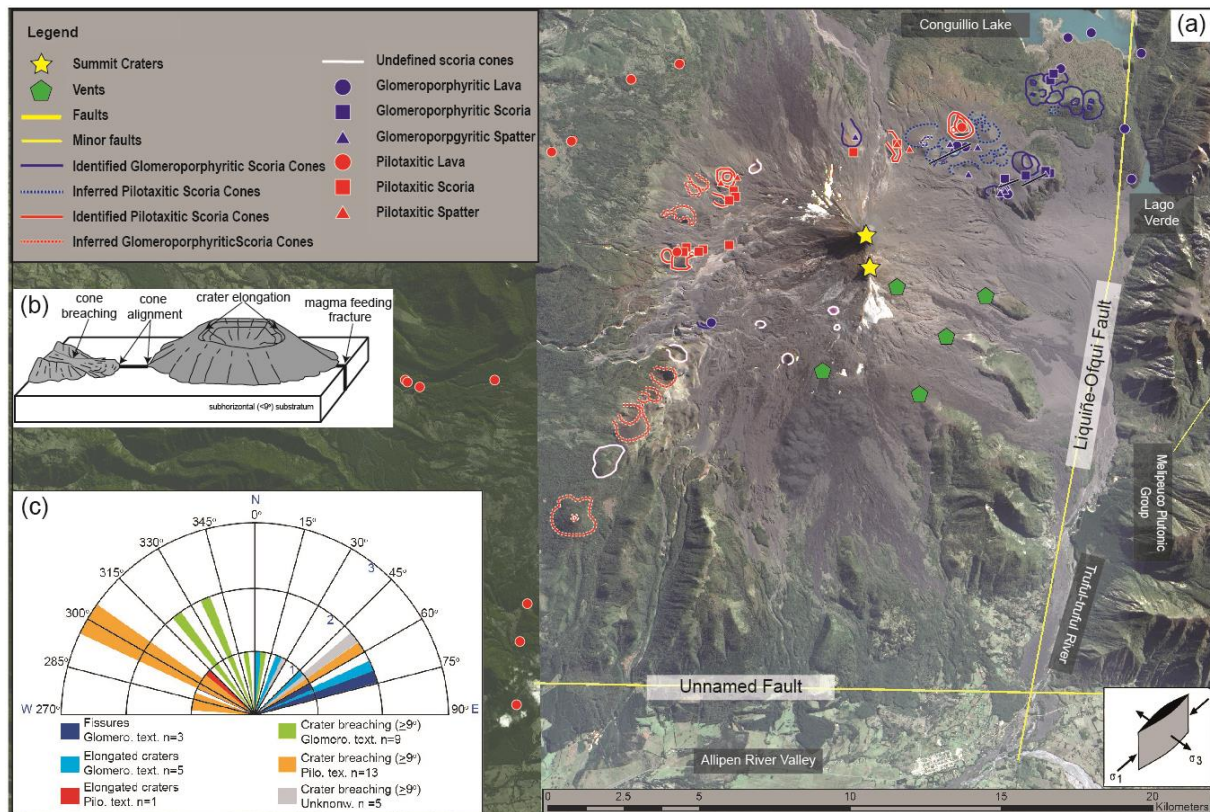 Legend
Summit Craters
Vents
Faults
Minor faults
Identified Glomeroporphyritic Scoria Cones
Inferred Pilotaxitic Scoria Cones
Identified Pilotaxitic Scoria Cones
Inferred GlomeroporphyriticScoria Cones
Undefined scoria cones
Glomeroporphyritic Lava
Glomeroporphyritic Scoria
Glomeroporpgyritic Spatter
Pilotaxitic Lava
Pilotaxitic Scoria
Pilotaxitic Spatter
(a)
Conguillio Lake
Lago
Verde
Liquiñe-Ofqui Fault
Melipeuco Plutonic
Group
Truful-truful River
Unnamed Fault
Allipen River Valley
σ1
σ3
0 2.5 5 10 15 20
Kilometers
(b)
cone
breaching
cone
alignment
crater elongation
magma feeding
fracture
subhorizontal (<9º) substratum
(c)
N
0º
345º
15º
330º
30º
315º
45º
300º
60º
285º
75º
W 270º
90º E
1
2
3
Fissures
Glomero. text. n=3
Elongated craters
Glomero. text. n=5
Elongated craters
Pilo. text. n=1
Crater breaching (≥9º)
Glomero. text. n=9
Crater breaching (≥9º)
Pilo. tex. n=13
Crater breaching (≥9º)
Unknonw. n =5